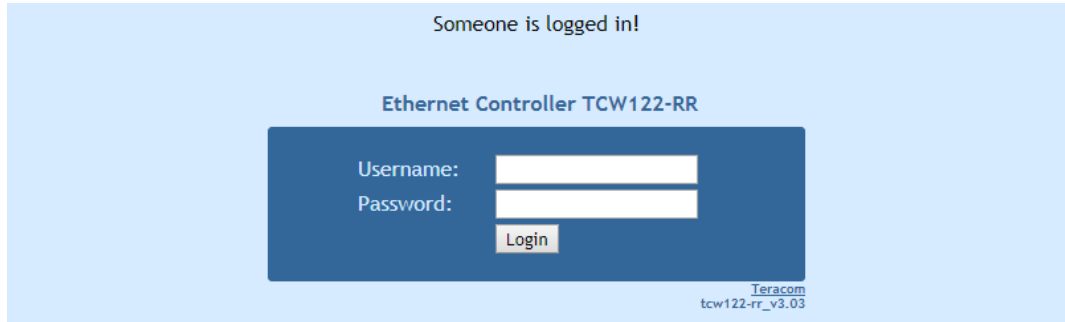 Someone is logged in!
Ethernet Controller TCW122-RR
Username:
Password:
Login
Teracom
tcw122-rr_v3.03